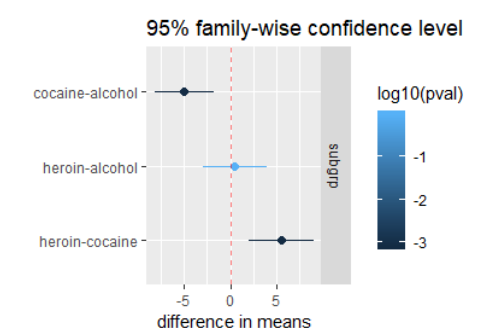 95% family-wise confidence level
cocaine-alcohol
heroin-alcohol
heroin-cocaine
subgrp
-5 0 5
difference in means
log10(pval)
-1
-2
-3